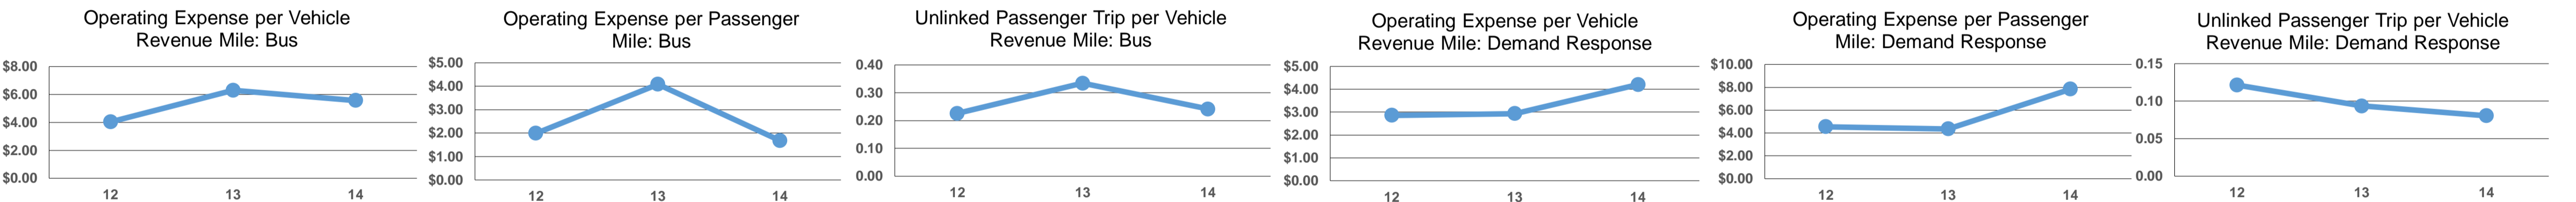 Operating Expense per Vehicle
Revenue Mile: Bus
$8.00
$6.00
$4.00
$2.00
$0.00
12 13 14
Operating Expense per Passenger
Mile: Bus
$5.00
$4.00
$3.00
$2.00
$1.00
$0.00
12 13 14
Unlinked Passenger Trip per Vehicle
Revenue Mile: Bus
0.40
0.30
0.20
0.10
0.00
12 13 14
Operating Expense per Vehicle
Revenue Mile: Demand Response
$5.00
$4.00
$3.00
$2.00
$1.00
$0.00
12 13 14
Operating Expense per Passenger
Mile: Demand Response
$10.00
$8.00
$6.00
$4.00
$2.00
$0.00
12 13 14
Unlinked Passenger Trip per Vehicle
Revenue Mile: Demand Response
0.15
0.10
0.05
0.00
12 13 14